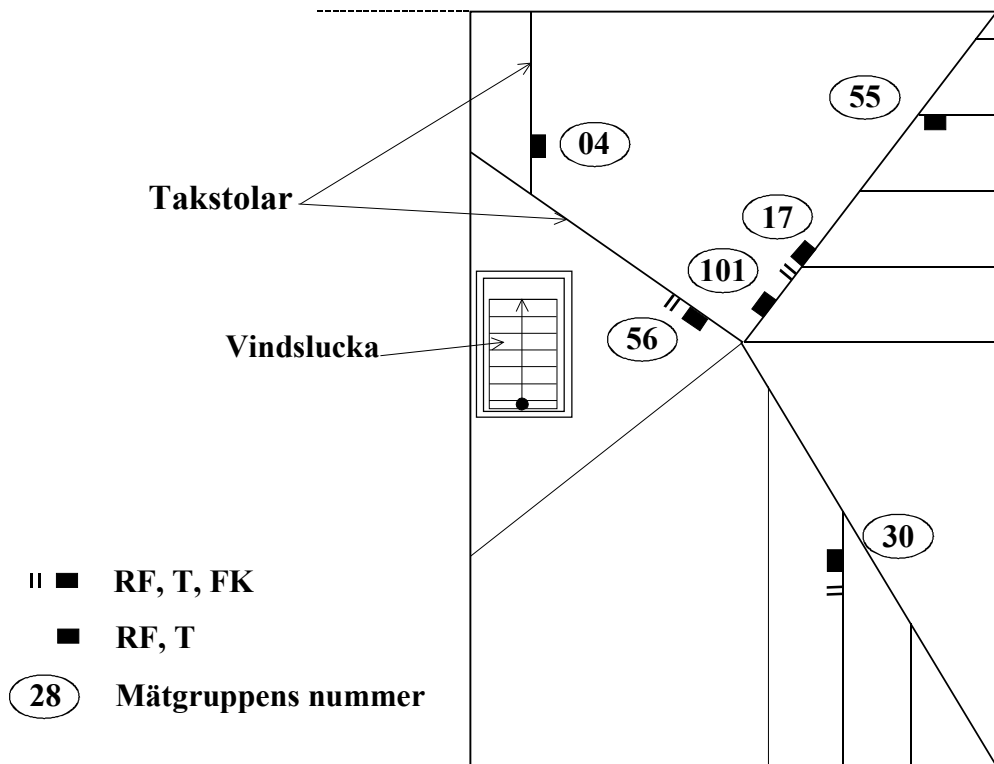 55
04
Takstolar
17
101
Vindslucka
56
30
RF, T, FK
RF, T
28 Mätgruppens nummer